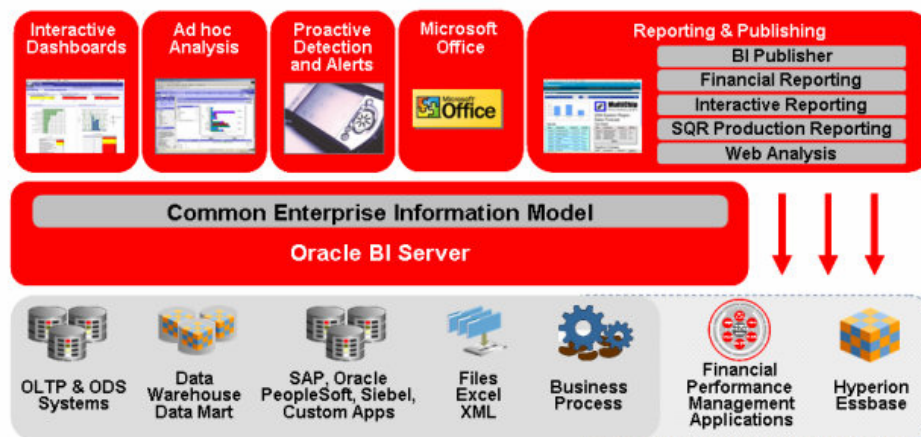 Interactive
Dashboards
Ad hoc
Analysis
Proactive
Detection
and Alerts
Microsoft
Office
Microsoft
Office
Reporting & Publishing
BI Publisher
Financial Reporting
Interactive Reporting
SQR Production Reporting
Web Analysis
Common Enterprise Information Model
Oracle BI Server
OLTP & ODS
Systems
Data
Warehouse
Data Mart
SAP, Oracle
PeopleSoft, Siebel,
Custom Apps
Files
Excel
XML
Business
Process
Financial
Performance
Management
Applications
Hyperion
Essbase